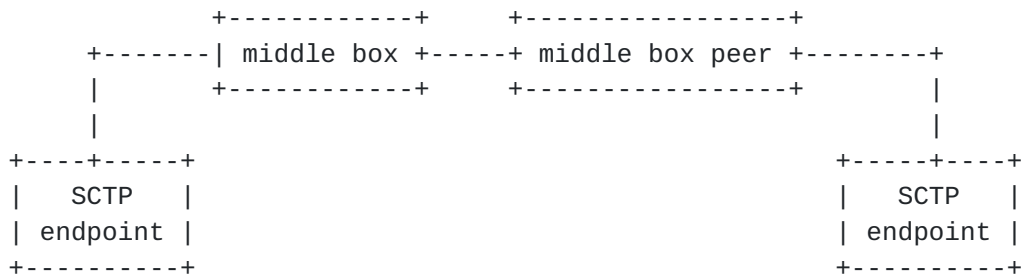 middle box middle box peer
SCTP SCTP
endpoint endpoint